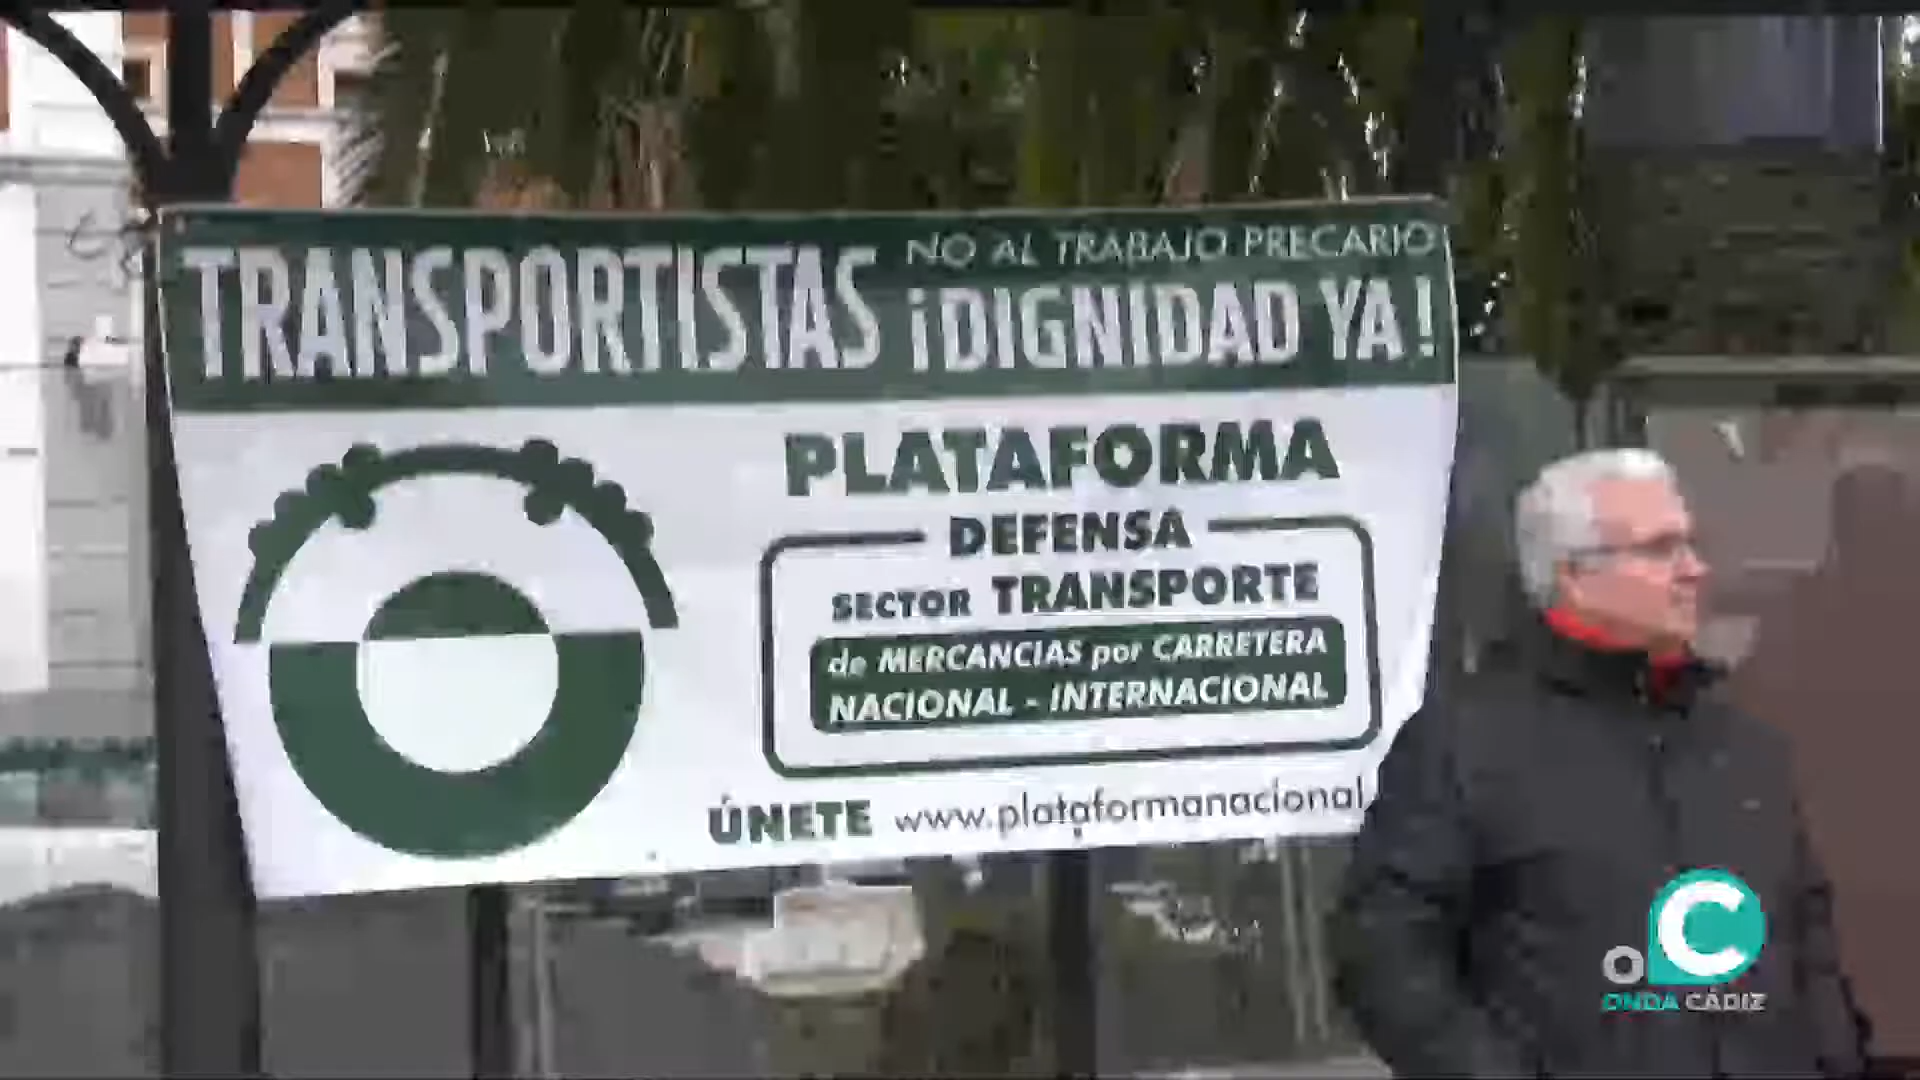 NO AL TRABAJO PRECARIO
TRANSPORTISTAS ¡DIGNIDAD YA!
PLATAFORMA
DEFENSA
SECTOR TRANSPORTE
de MERCANCIAS por CARRETERA
NACIONAL - INTERNACIONAL
ÚNETE www.plataformanacional
OC
ONDA CÁDIZ